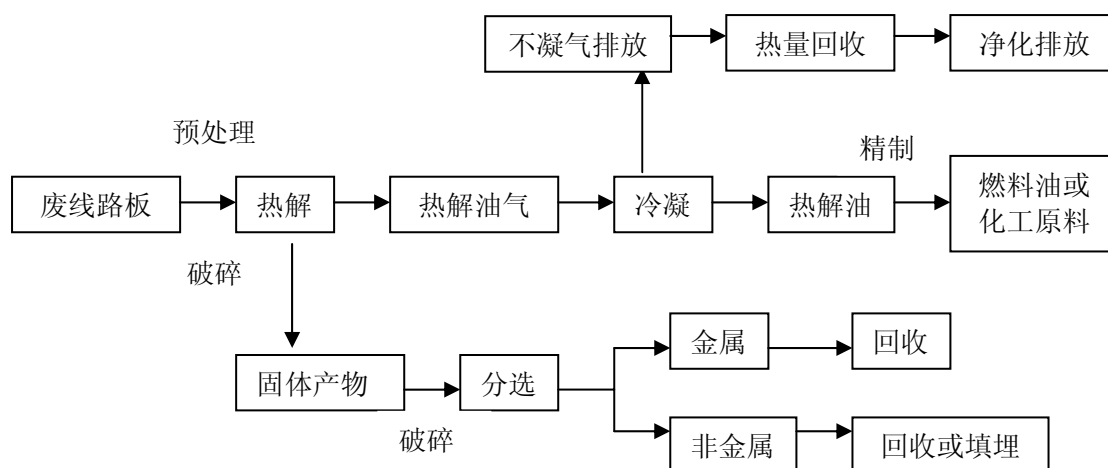 不凝气排放
热量回收
净化排放
预处理
精制
废线路板
热解
热解油气
冷凝
热解油
燃料油或
化工原料
破碎
金属
回收
固体产物
分选
破碎
非金属
回收或填埋